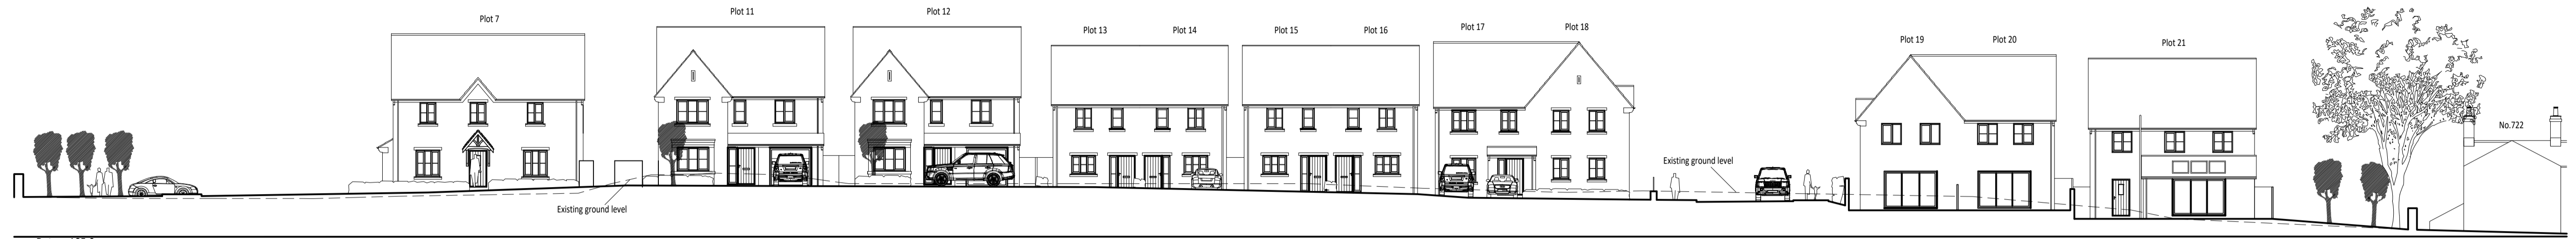 Plot 7
Plot 11
Plot 12
Plot 13
Plot 14
Plot 15
Plot 16
Plot 17
Plot 18
Plot 19
Plot 20
Plot 21
No.722
Existing ground level
Existing ground level